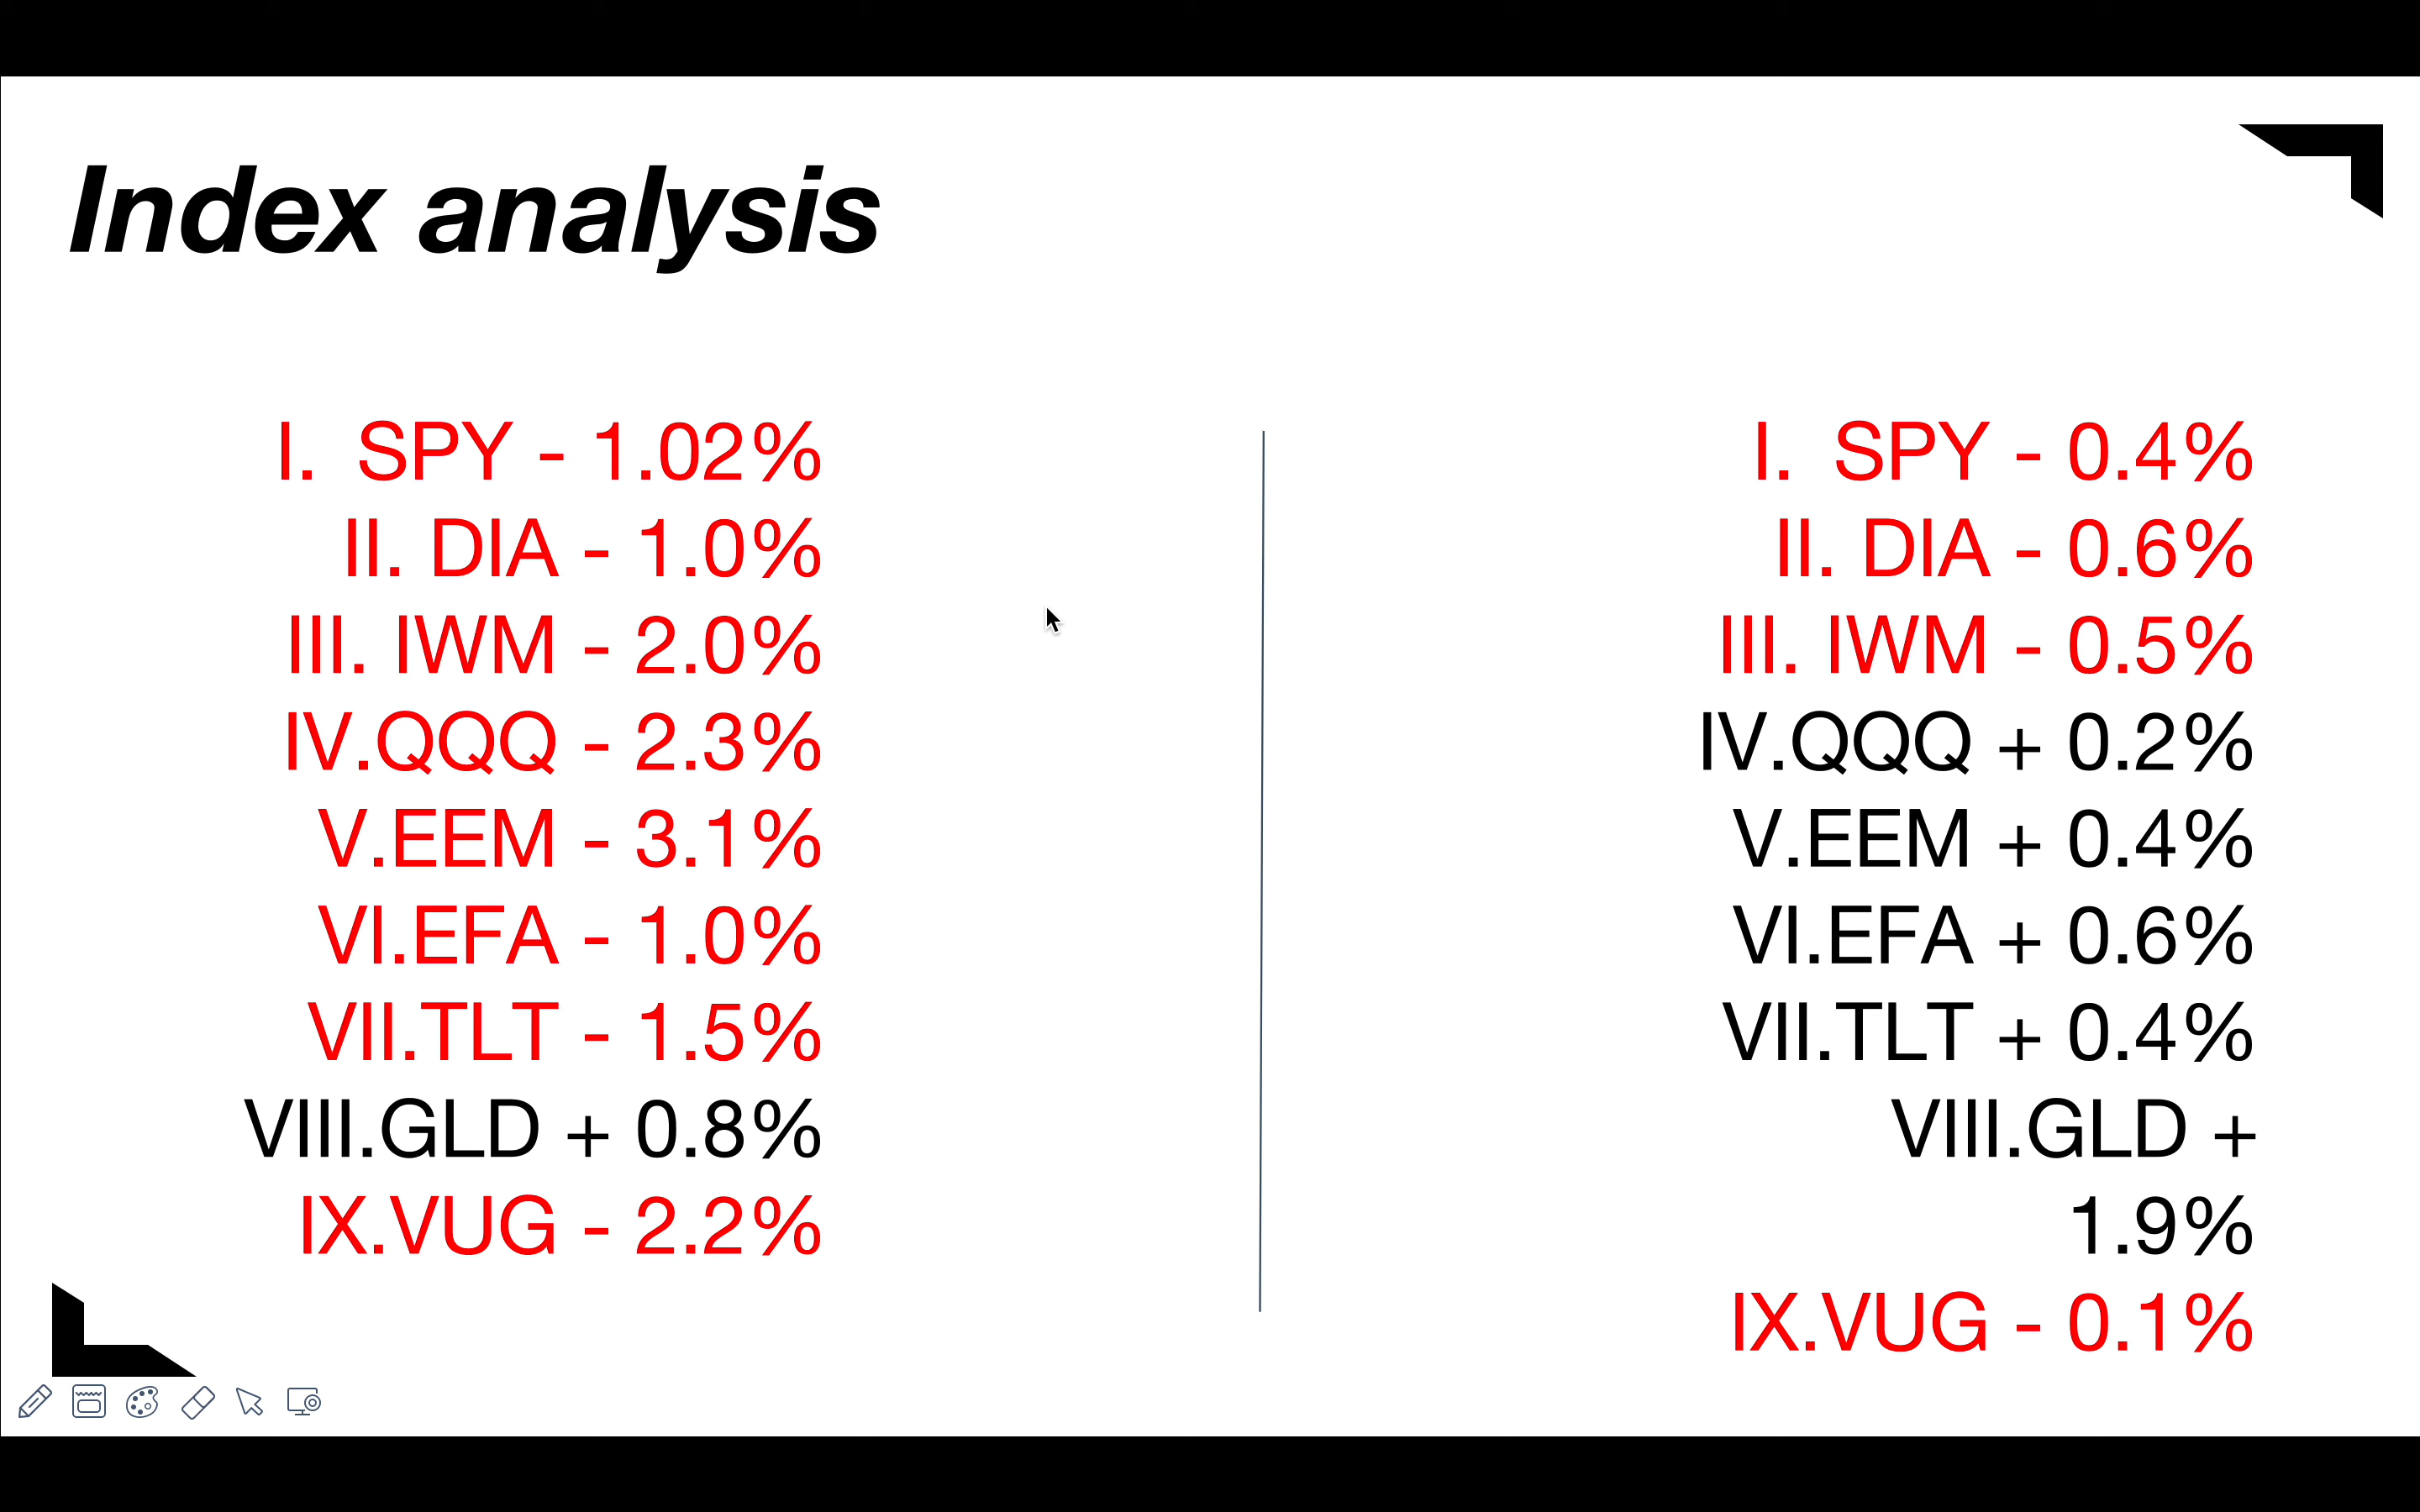 Index analysis
I. SPY - 1.02%
II. DIA - 1.0%
III. IWM - 2.0%
IV.QQQ - 2.3%
V.EEM - 3.1%
VI.EFA - 1.0%
VII.TLT - 1.5%
VIII.GLD + 0.8%
IX.VUG - 2.2%
I. SPY - 0.4%
II. DIA - 0.6%
III. IWM - 0.5%
IV.QQQ + 0.2%
V.EEM + 0.4%
VI.EFA + 0.6%
VII.TLT + 0.4%
VIII.GLD +
1.9%
IX.VUG - 0.1%